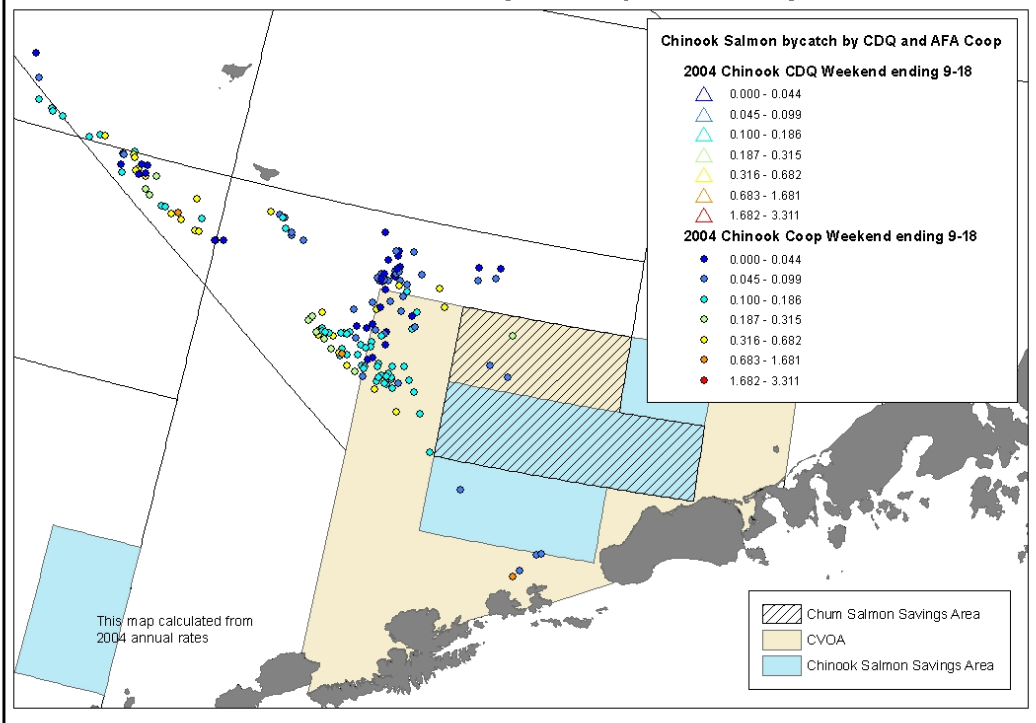 Chinook Salmon bycatch by CDQ and AFA Coop
2004 Chinook CDQ Weekend ending 9-18
0.000 - 0.044
0.045 - 0.099
0.100 - 0.186
0.187 - 0.315
0.316 - 0.682
0.683 - 1.681
1.682 - 3.311
2004 Chinook Coop Weekend ending 9-18
0.000 - 0.044
0.045 - 0.099
0.100 - 0.186
0.187 - 0.315
0.316 - 0.682
0.683 - 1.681
1.682 - 3.311
This map calculated from
2004 annual rates
Chum Salmon Savings Area
CVOA
Chinook Salmon Savings Area